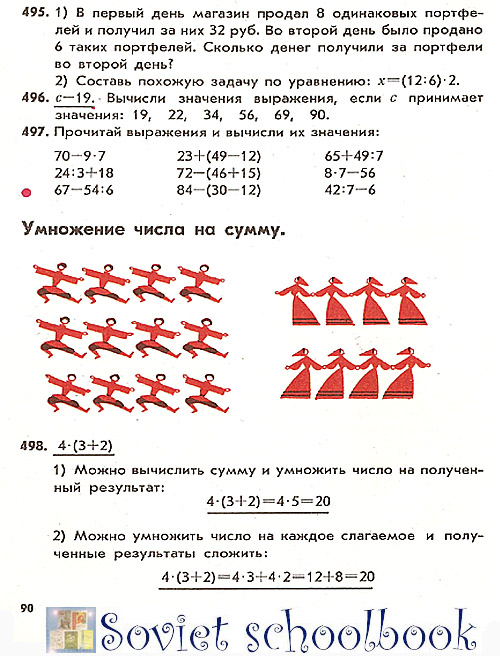 495. 1) В первый день магазин продал 8 одинаковых портфе-
лей и получил за них 32 руб. Во второй день было продано
6 таких портфелей. Сколько денег получили за портфели
во второй день?
2) Составь похожую задачу по уравнению: x=(12:6)·2.
496. c—19. Вычисли значения выражения, если c принимает
значения: 19, 22, 34, 56, 69, 90.
497. Прочитай выражения и вычисли их значения:
70—9·7 23+(49—12) 65+49:7
24:3+18 72—(46+15) 8·7—56
67—54:6 84—(30—12) 42:7—6
Умножение числа на сумму.
498. 4·(3+2)
1) Можно вычислить сумму и умножить число на получен-
ный результат:
4·(3+2)=4·5=20
2) Можно умножить число на каждое слагаемое и полу-
ченные результаты сложить:
4·(3+2)=4·3+4·2=12+8=20
90
Soviet schoolbook